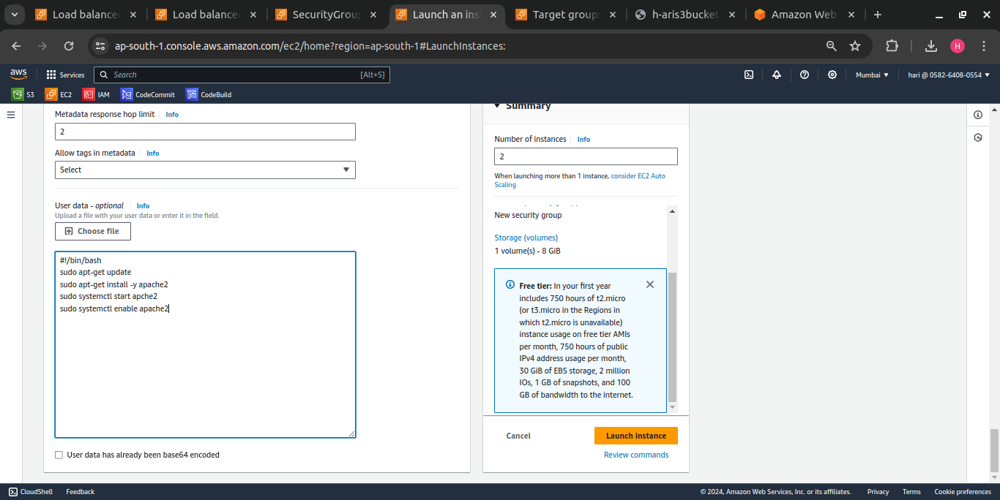 Load balancer
Load balancer
SecurityGroup
Launch an ins
Target groups
h-aris3bucket
Amazon Web
ap-south-1.console.aws.amazon.com/ec2/home?region=ap-south-1#LaunchInstances:
H
aws
Services
Search
[Alt+S]
Mumbai
hari @ 0582-6408-0554
S3
EC2
IAM
CodeCommit
CodeBuild
Metadata response hop limit
Info
2
Allow tags in metadata
Info
Select
User data - optional
Info
Upload a file with your user data or enter it in the field.
Choose file
#!/bin/bash
sudo apt-get update
sudo apt-get install -y apache2
sudo systemctl start apche2
sudo systemctl enable apache2
User data has already been base64 encoded
Summary
Number of instances
Info
2
When launching more than 1 instance, consider EC2 Auto
Scaling
New security group
Storage (volumes)
1 volume(s) - 8 GiB
Free tier: In your first year
includes 750 hours of t2.micro
(or t3.micro in the Regions in
which t2.micro is unavailable)
instance usage on free tier AMIs
per month, 750 hours of public
IPv4 address usage per month,
30 GiB of EBS storage, 2 million
IOs, 1 GB of snapshots, and 100
GB of bandwidth to the internet.
Cancel
Launch instance
Review commands
CloudShell
Feedback
© 2024, Amazon Web Services, Inc. or its affiliates.
Privacy
Terms
Cookie preferences